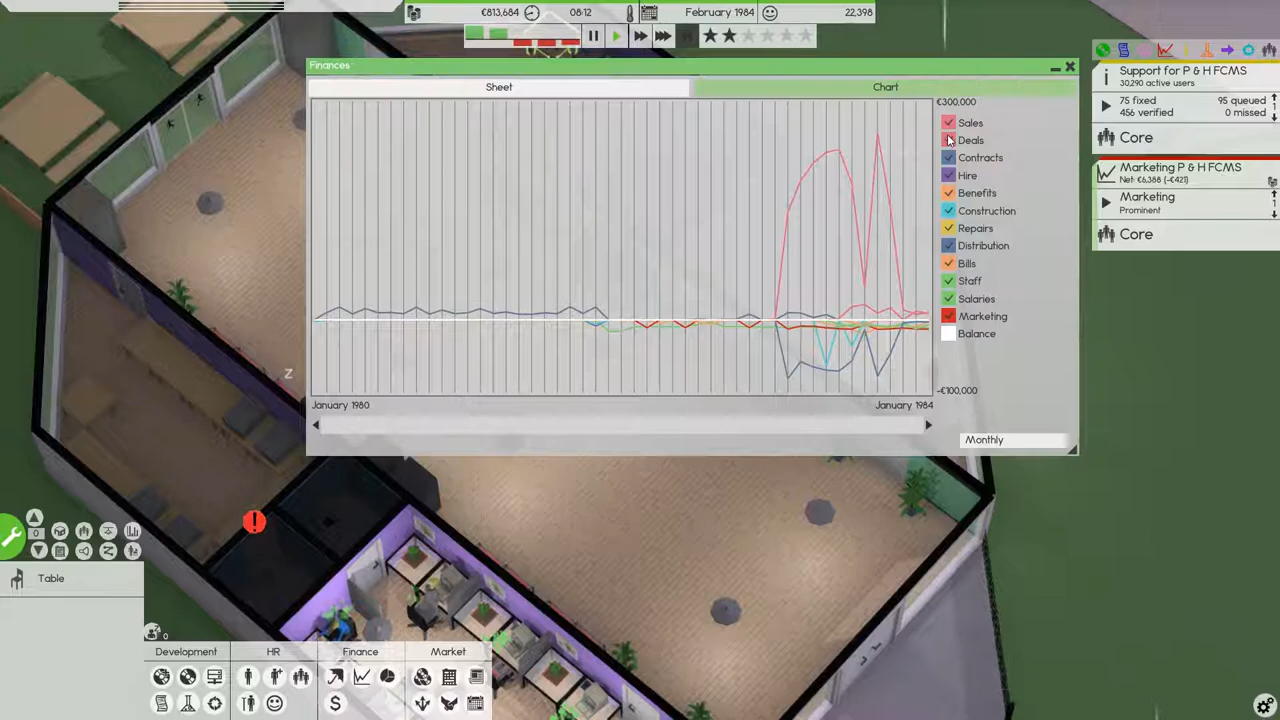 €813,684
08:12
February 1984
22,398
Finances
Sheet
Chart
€300,000
Sales
Deals
Contracts
Hire
Benefits
Construction
Repairs
Distribution
Bills
Staff
Salaries
Marketing
Balance
-€100,000
January 1980
January 1984
Monthly
Support for P & H FCMS
30,290 active users
75 fixed
95 queued
456 verified
0 missed
Core
Marketing P & H FCMS
Net: €6,388 (-€421)
Marketing
Prominent
Core
Z
0
Table
0
Development
HR
Finance
Market